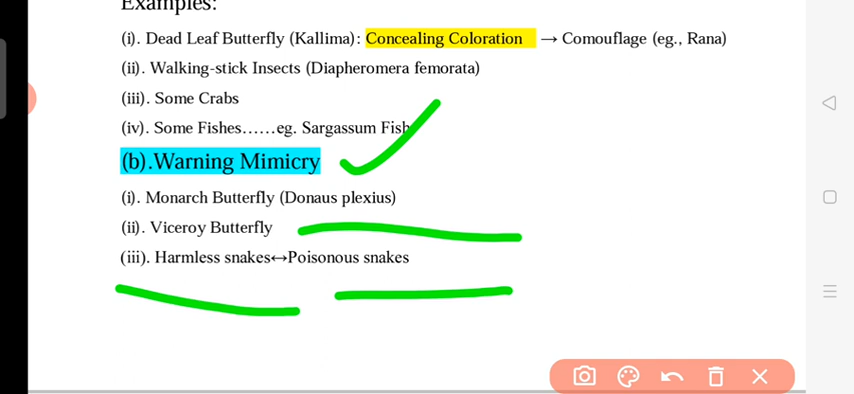 Examples:
(i). Dead Leaf Butterfly (Kallima): Concealing Coloration → Comouflage (eg., Rana)
(ii). Walking-stick Insects (Diapheromera femorata)
(iii). Some Crabs
(iv). Some Fishes......eg. Sargassum Fish
(b).Warning Mimicry
(i). Monarch Butterfly (Donaus plexius)
(ii). Viceroy Butterfly
(iii). Harmless snakes↔Poisonous snakes